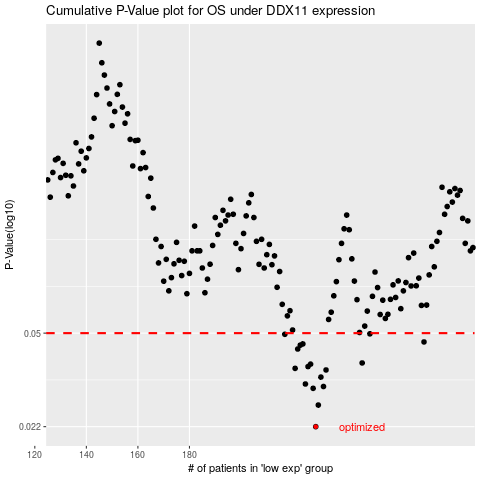 Cumulative P-Value plot for OS under DDX11 expression
P-Value(log10)
0.05
0.022
optimized
120 140 160 180
# of patients in 'low exp' group